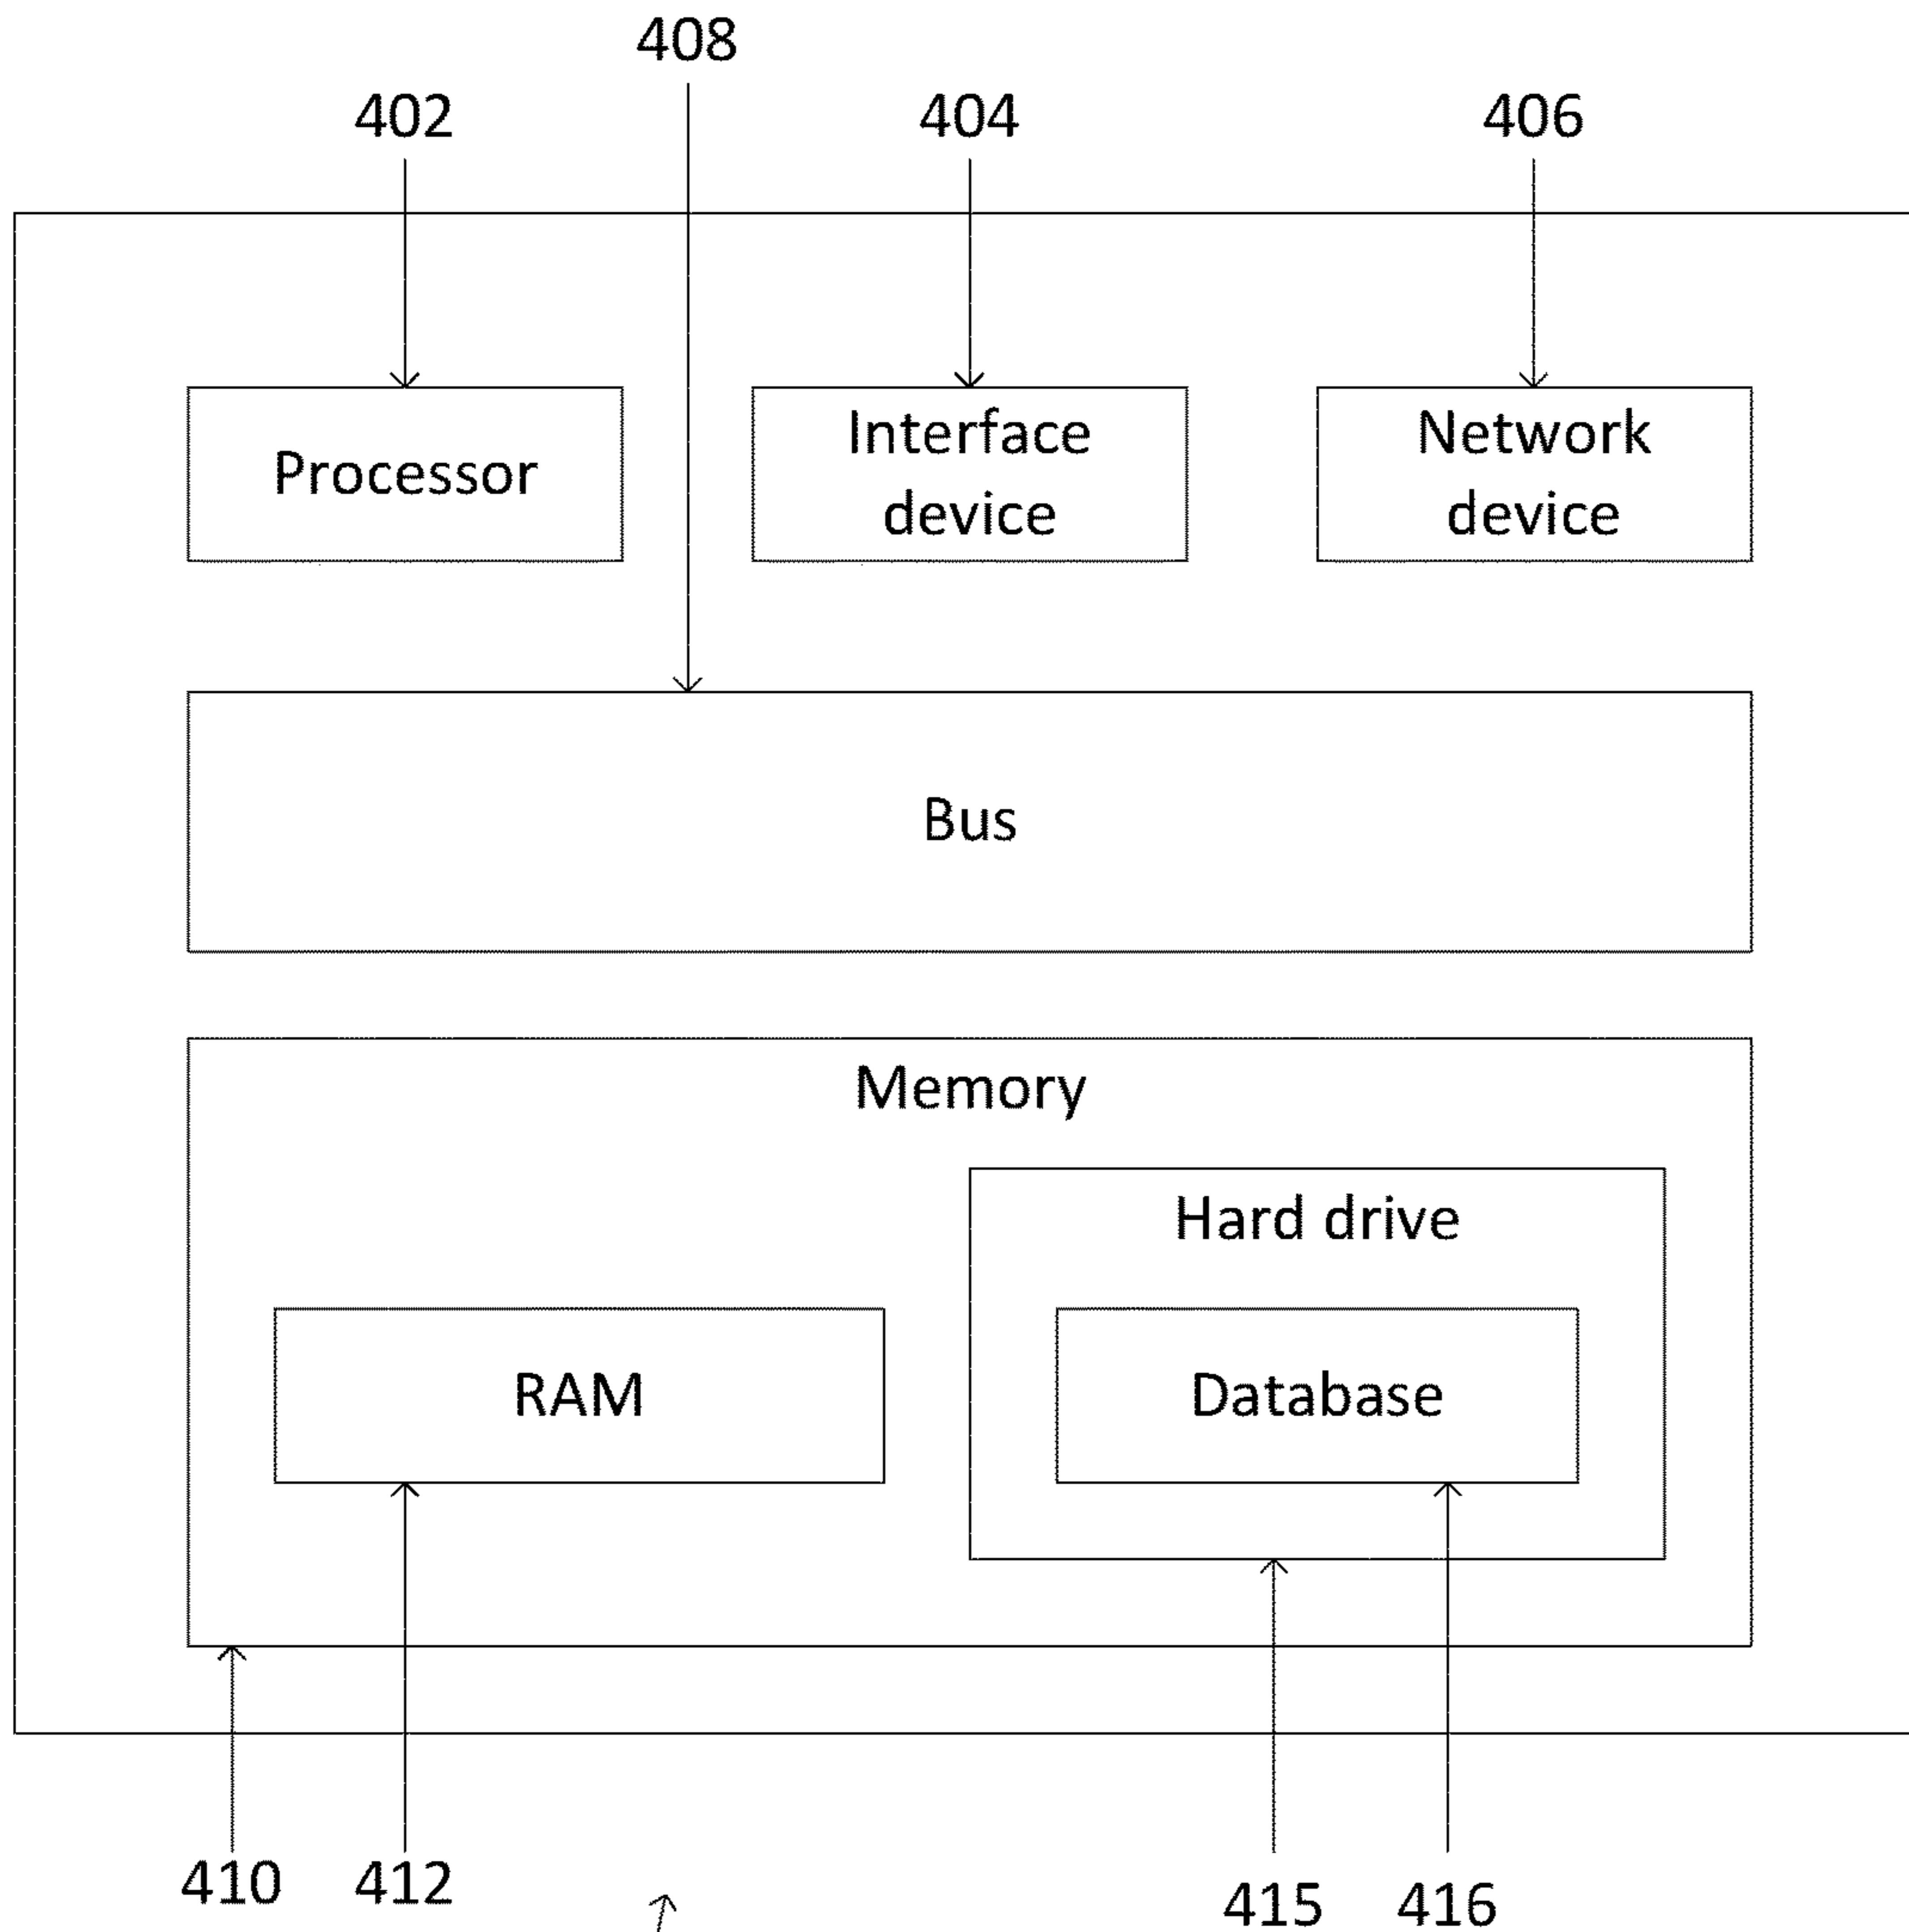 408
402
404
406
Processor
Interface
device
Network
device
Bus
Memory
Hard drive
RAM
Database
410
412
415
416